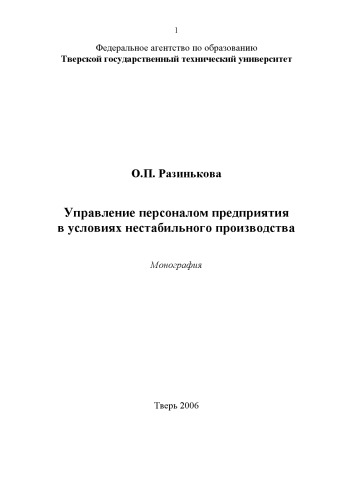 1
Федеральное агентство по образованию
Тверской государственный технический университет
О.П. Разинькова
Управление персоналом предприятия
в условиях нестабильного производства
Монография
Тверь 2006